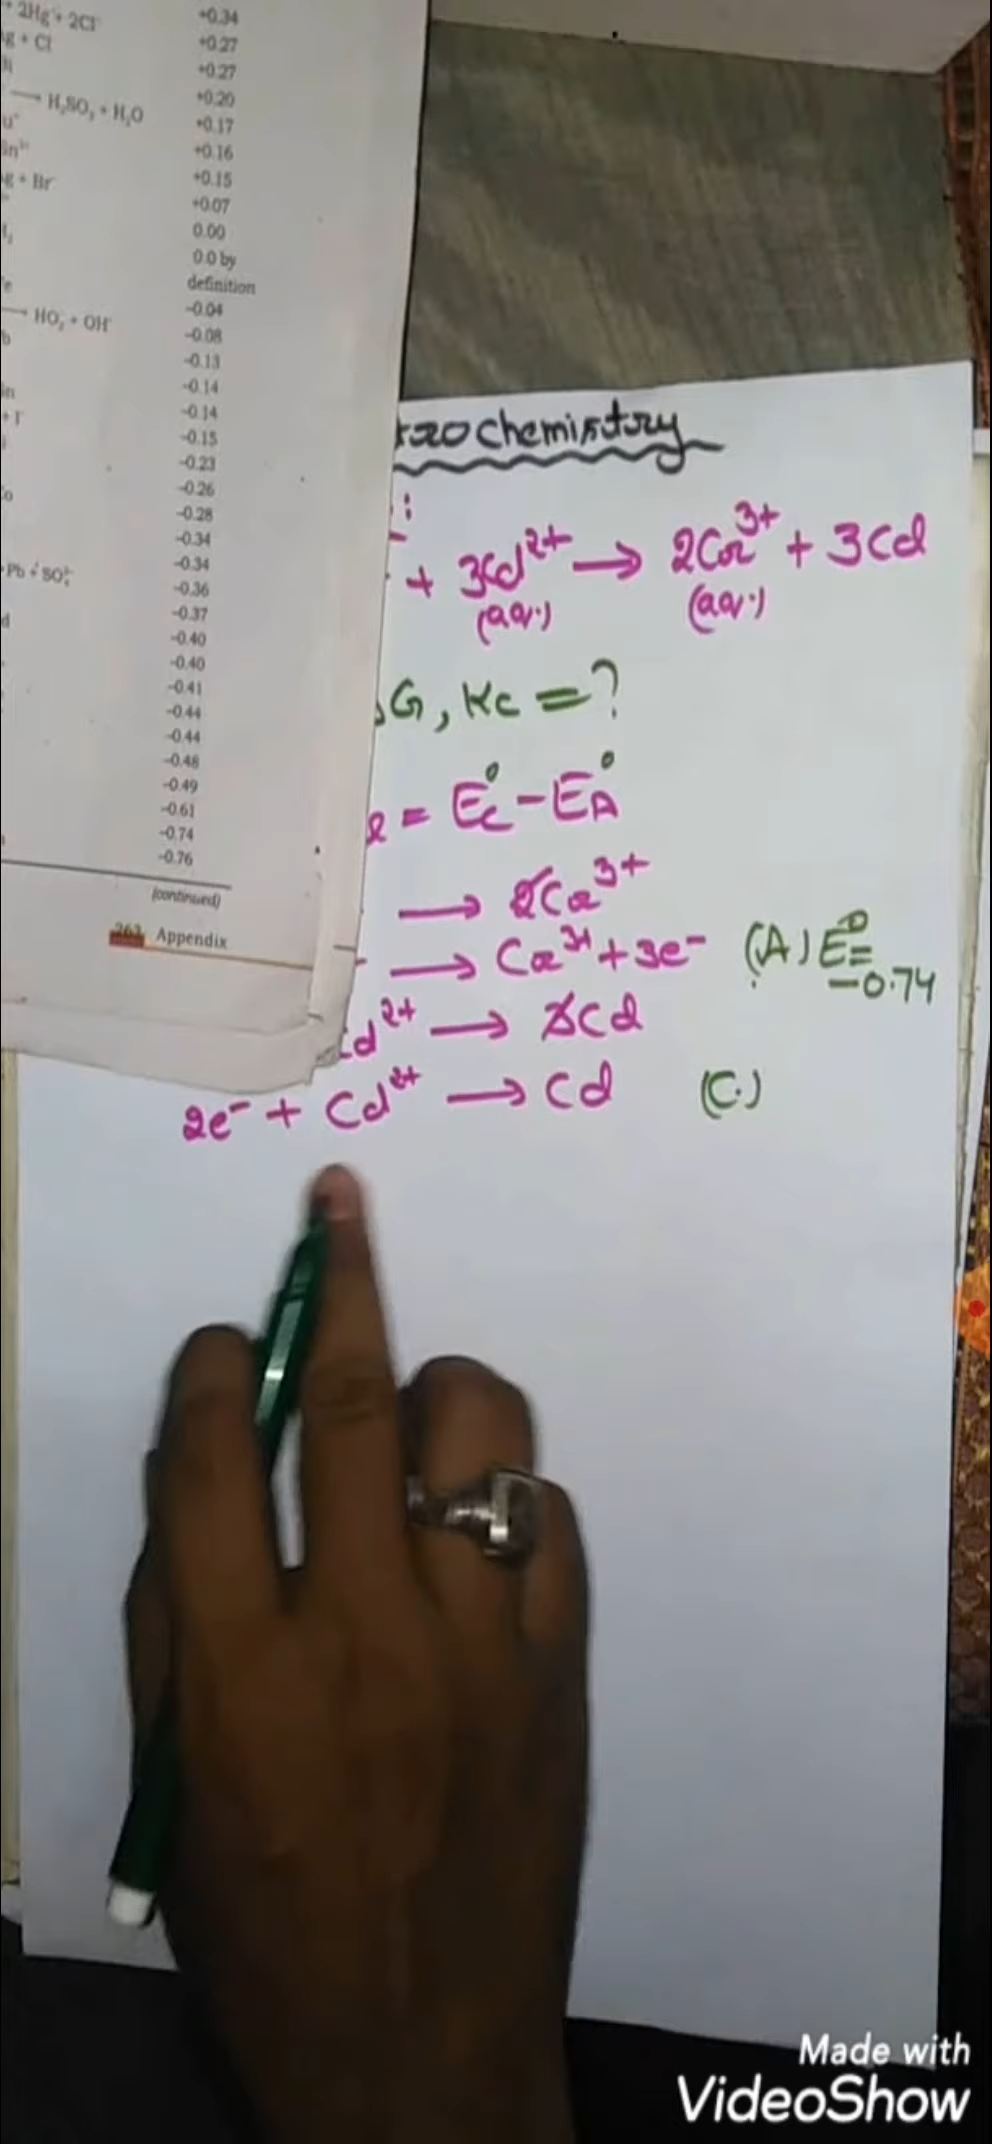 2Hg + 2Cl⁻ +0.34
g + Cl⁻ +0.27
+0.27
⟶ H₂SO₃ + H₂O +0.20
+0.17
+0.16
g + Br⁻ +0.15
+0.07
0.00
0.0 by
definition
-0.04
⟶ HO₂⁻ + OH⁻ -0.08
-0.13
-0.14
-0.14
-0.15
-0.23
-0.26
-0.28
-0.34
-0.34
Pb + SO₄²⁻ -0.36
-0.37
-0.40
-0.40
-0.41
-0.44
-0.44
-0.48
-0.49
-0.61
-0.74
-0.76
(continued)
263 Appendix
trochemistry
+ 3Cd²⁺ ⟶ 2Cr³⁺ + 3Cd
(aq.) (aq.)
G, Kc = ?
= E°C - E°A
⟶ 2Cr³⁺
⟶ Cr³⁺ + 3e⁻ (A) E° =
-0.74
Cd²⁺ ⟶ 3Cd
2e⁻ + Cd²⁺ ⟶ Cd (C)
Made with
VideoShow